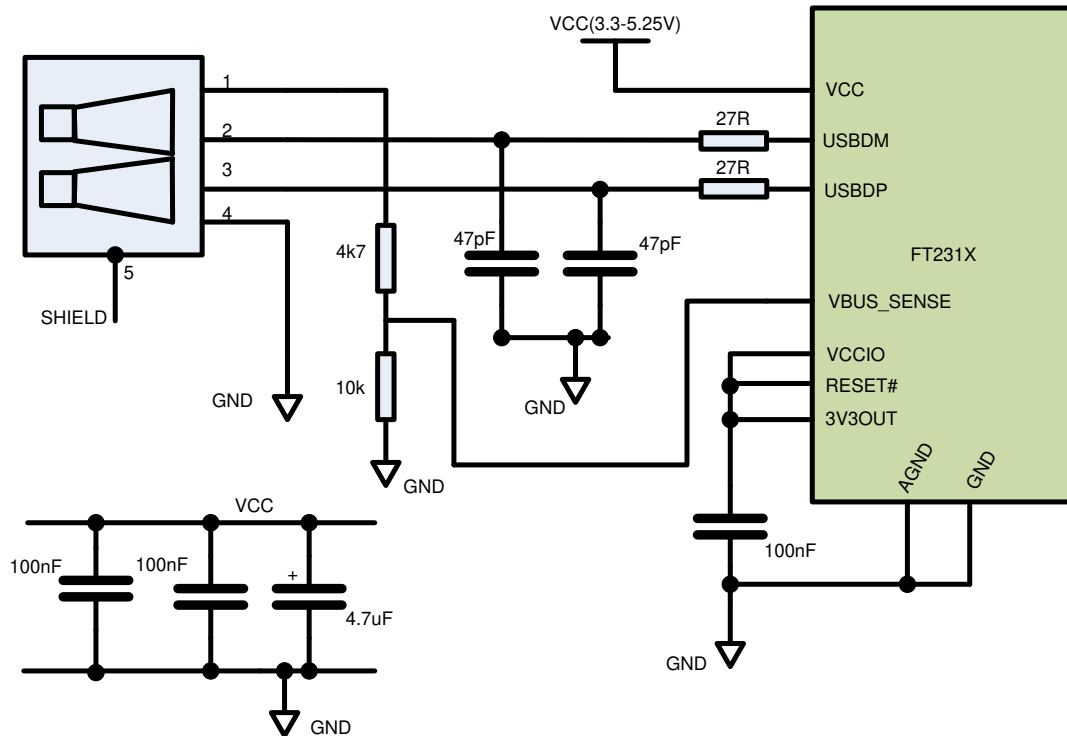 VCC(3.3-5.25V)
1
VCC
27R
2
USBDM
27R
3
USBDP
4
4k7
47pF
47pF
FT231X
5
SHIELD
VBUS_SENSE
VCCIO
10k
RESET#
GND
GND
3V3OUT
AGND
GND
GND
VCC
100nF
100nF
100nF
+
4.7uF
GND
GND